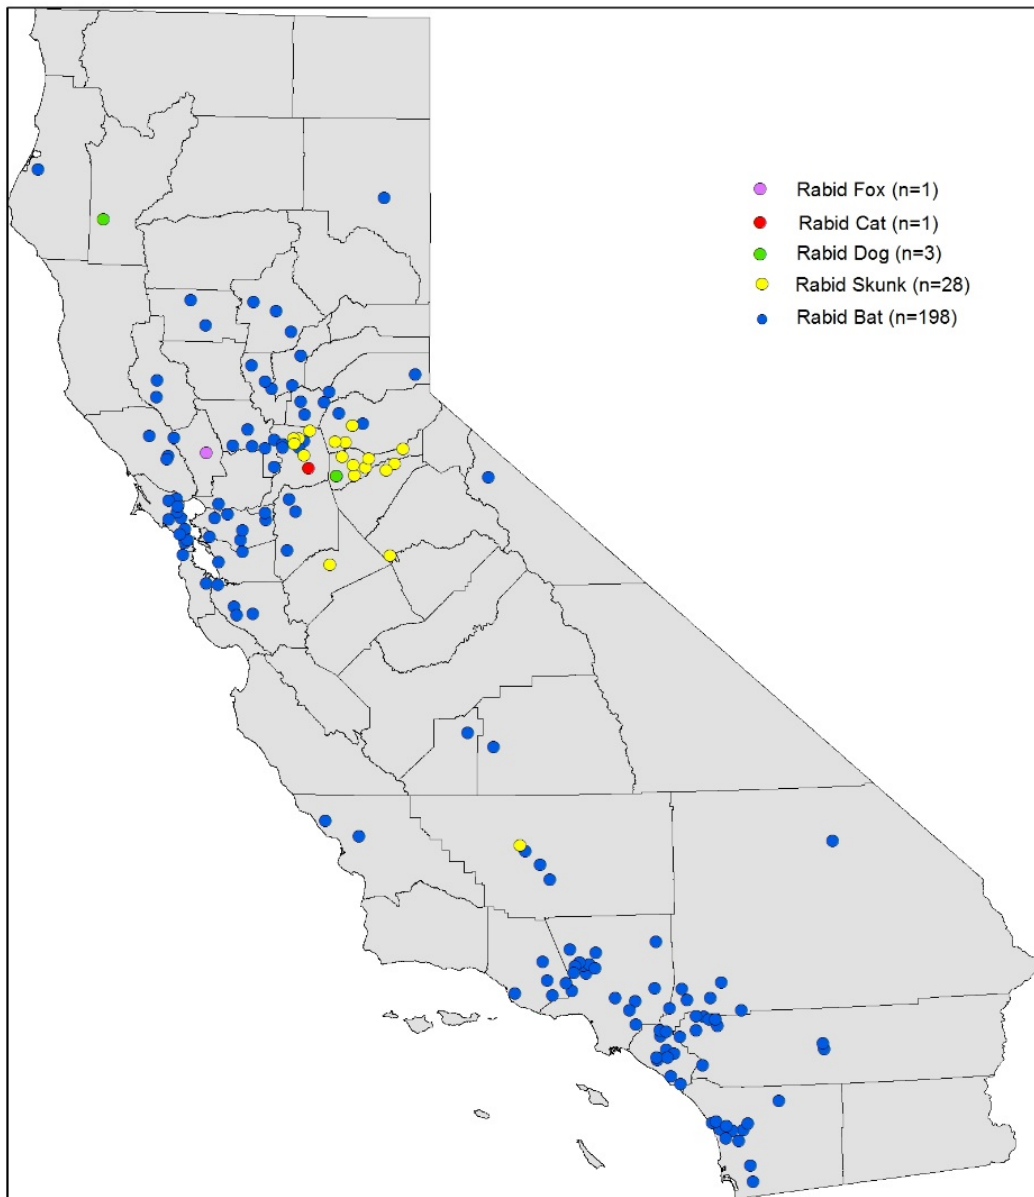 Rabid Fox (n=1)
Rabid Cat (n=1)
Rabid Dog (n=3)
Rabid Skunk (n=28)
Rabid Bat (n=198)